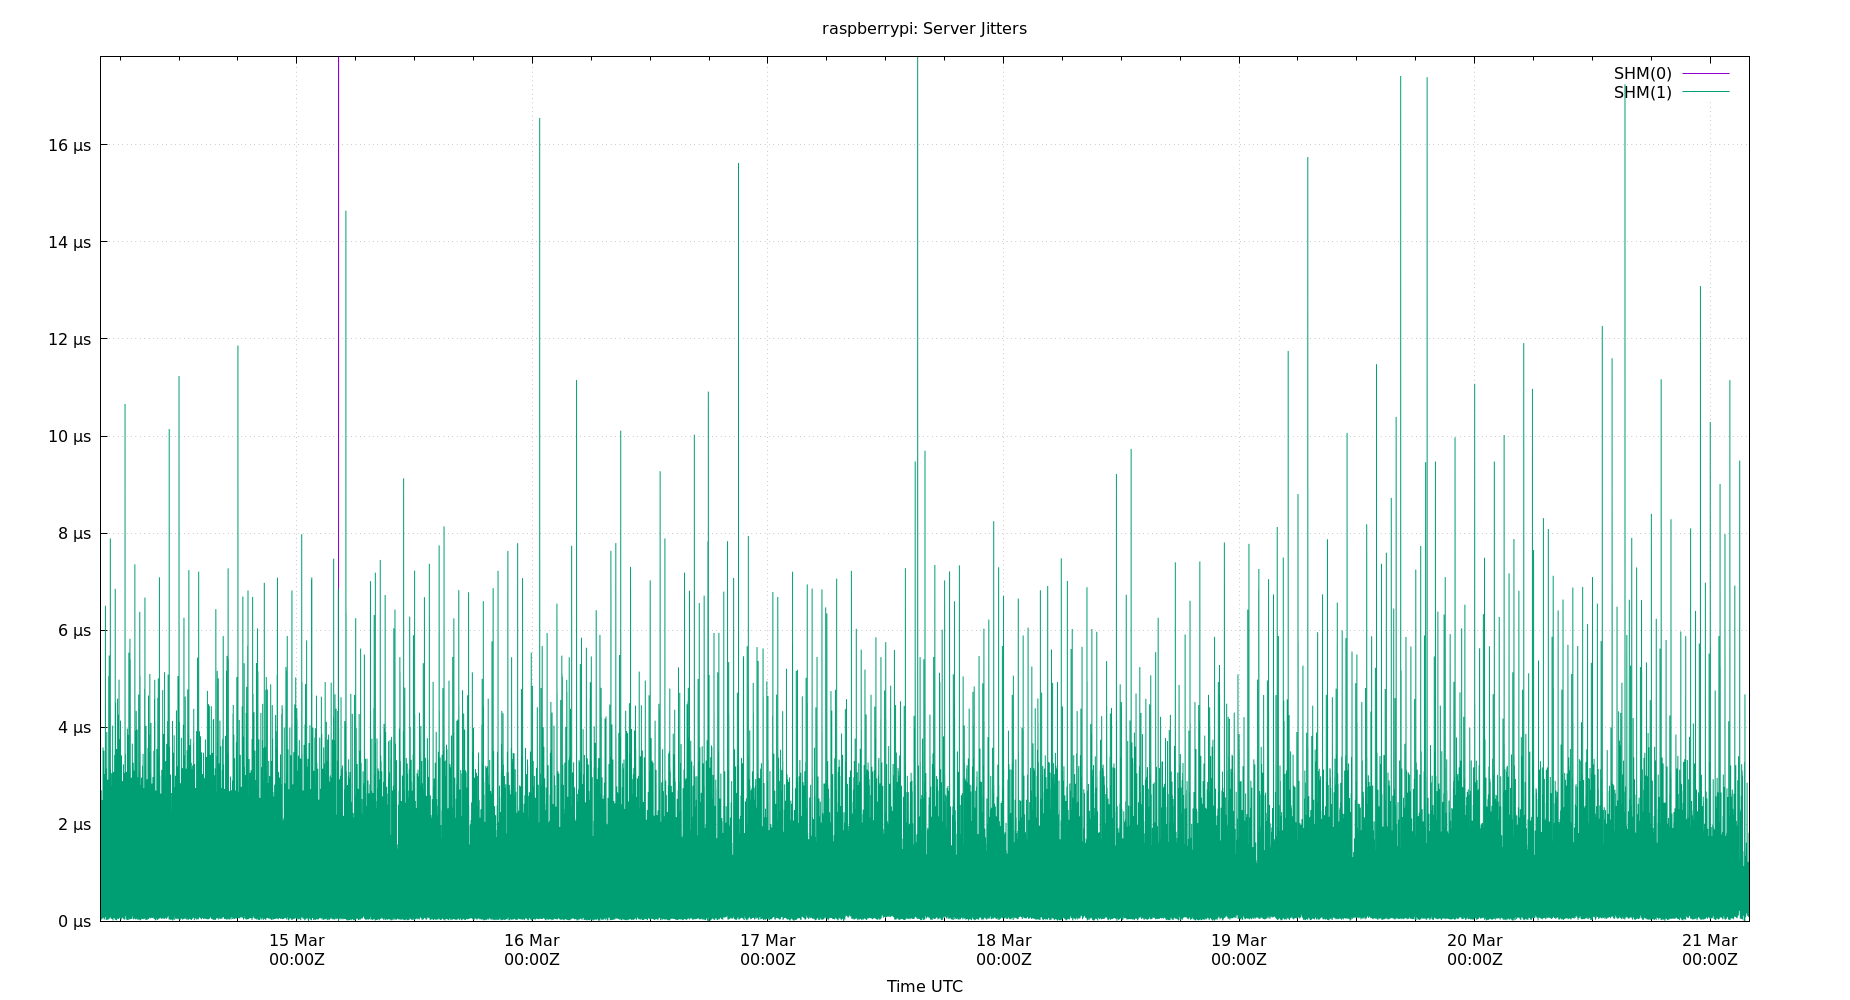 raspberrypi: Server Jitters
SHM(0)
SHM(1)
16 µs
14 µs
12 µs
10 µs
8 µs
6 µs
4 µs
2 µs
0 µs
15 Mar 16 Mar 17 Mar 18 Mar 19 Mar 20 Mar 21 Mar
00:00Z 00:00Z 00:00Z 00:00Z 00:00Z 00:00Z 00:00Z
Time UTC